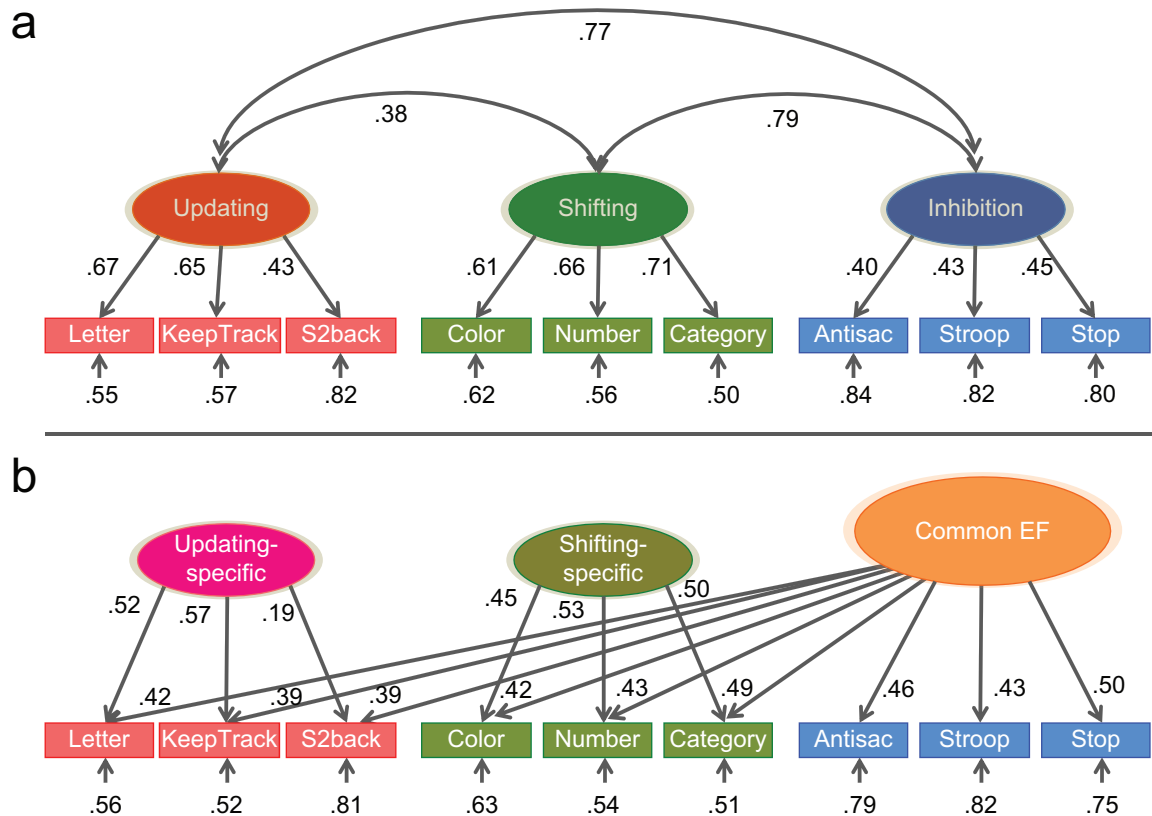 a
.77
.38
.79
Updating
Shifting
Inhibition
.67
.65
.43
.61
.66
.71
.40
.43
.45
Letter
KeepTrack
S2back
Color
Number
Category
Antisac
Stroop
Stop
.55
.57
.82
.62
.56
.50
.84
.82
.80
b
Updating-
specific
Shifting-
specific
Common EF
.52
.57
.19
.45
.53
.50
.42
.39
.39
.42
.43
.49
.46
.43
.50
Letter
KeepTrack
S2back
Color
Number
Category
Antisac
Stroop
Stop
.56
.52
.81
.63
.54
.51
.79
.82
.75